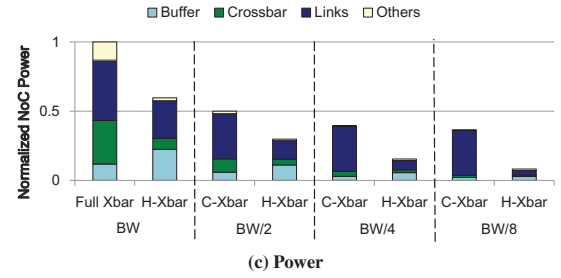 Buffer Crossbar Links Others
Normalized NoC Power
1
0.5
0
Full Xbar H-Xbar C-Xbar H-Xbar C-Xbar H-Xbar C-Xbar H-Xbar
BW BW/2 BW/4 BW/8
(c) Power